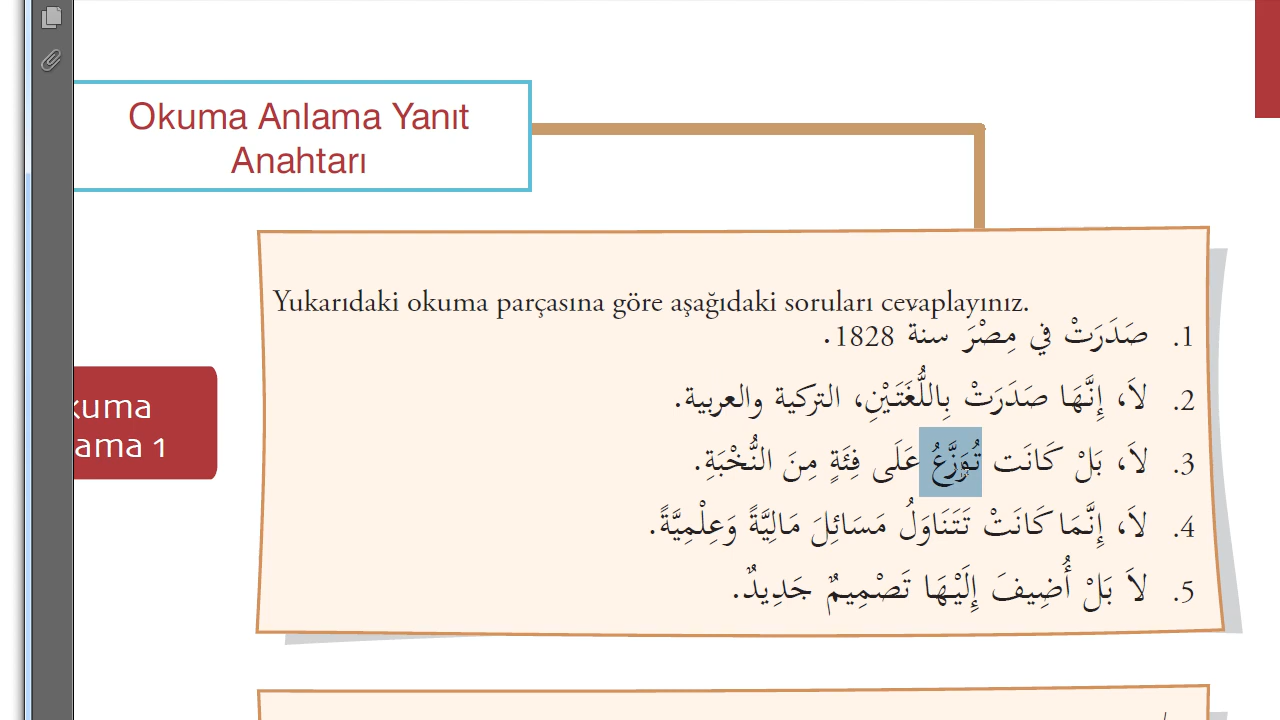 Okuma Anlama Yanıt
Anahtarı
Yukarıdaki okuma parçasına göre aşağıdaki soruları cevaplayınız.
1. صَدَرَتْ في مِصْرَ سنة 1828.
2. لاَ، إِنَّهَا صَدَرَتْ بِاللُّغَتَيْنِ، التركية والعربية.
3. لاَ، بَلْ كَانَت تُوَزَّعُ عَلَى فِئَةٍ مِنَ النُّخْبَةِ.
4. لاَ، إِنَّمَا كَانَتْ تَتَنَاوَلُ مَسَائِلَ مَالِيَّةً وَعِلْمِيَّةً.
5. لاَ بَلْ أُضِيفَ إِلَيْهَا تَصْمِيمٌ جَدِيدٌ.
kuma
ama 1